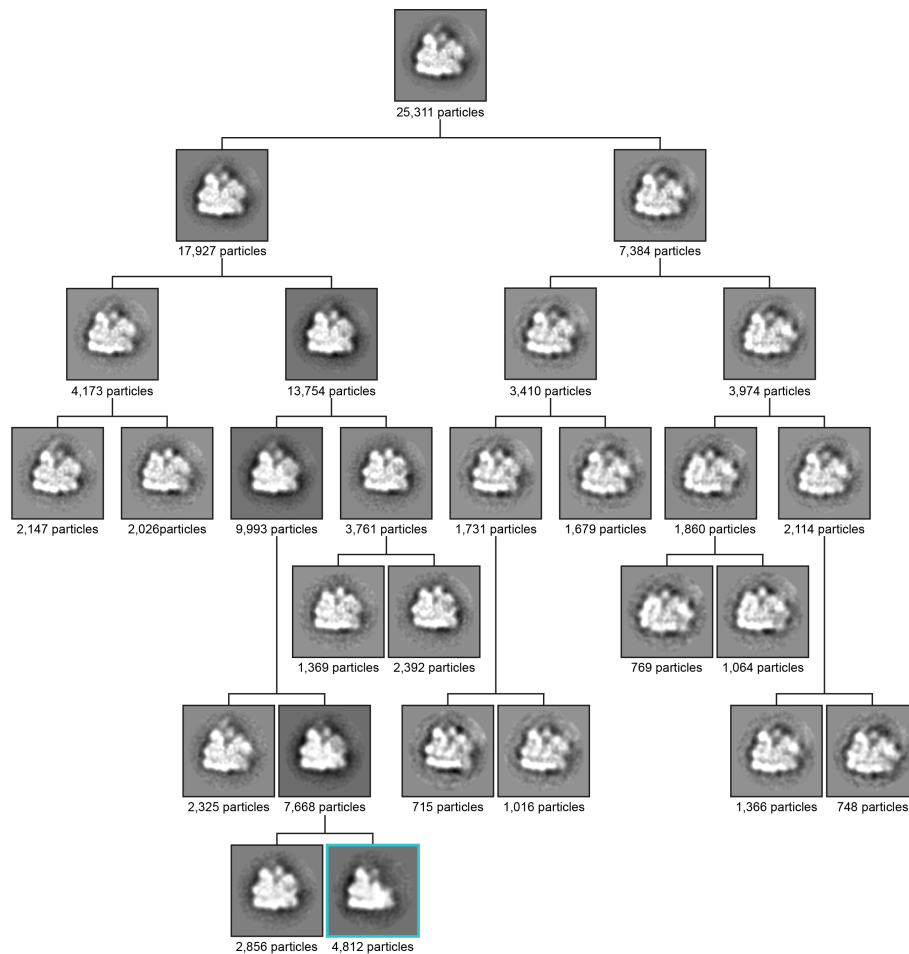 25,311 particles
17,927 particles
7,384 particles
4,173 particles
13,754 particles
3,410 particles
3,974 particles
2,147 particles
2,026particles
9,993 particles
3,761 particles
1,731 particles
1,679 particles
1,860 particles
2,114 particles
1,369 particles
2,392 particles
769 particles
1,064 particles
2,325 particles
7,668 particles
715 particles
1,016 particles
1,366 particles
748 particles
2,856 particles
4,812 particles